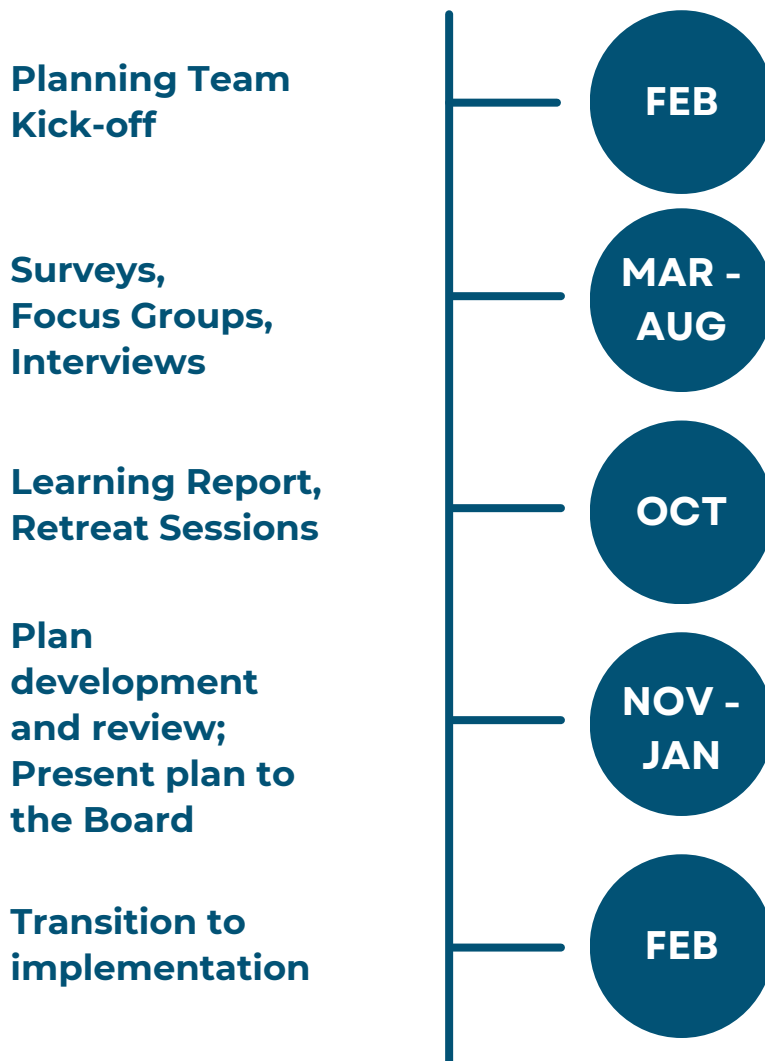 Planning Team
Kick-off
FEB
Surveys,
Focus Groups,
Interviews
MAR -
AUG
Learning Report,
Retreat Sessions
OCT
Plan
development
and review;
Present plan to
the Board
NOV -
JAN
Transition to
implementation
FEB